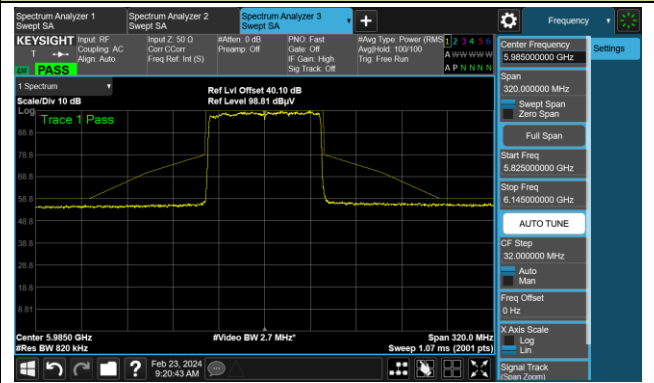 Spectrum Analyzer 1
Swept SA
Spectrum Analyzer 2
Swept SA
Spectrum Analyzer 3
Swept SA
Frequency
KEYSIGHT
Input: RF
Coupling: AC
Align: Auto
Input Z: 50 Ω
Corr CCorr
Freq Ref: Int (S)
#Atten: 0 dB
Preamp: Off
PNO: Fast
Gate: Off
IF Gain: High
Sig Track: Off
#Avg Type: Power (RMS
Avg|Hold: 100/100
Trig: Free Run
1 2 3 4 5 6
A W W W W W
A P N N N N
PASS
1 Spectrum
Scale/Div 10 dB
Ref Lvl Offset 40.10 dB
Ref Level 98.81 dBµV
Log
Trace 1 Pass
88.8
78.8
68.8
58.8
48.8
38.8
28.8
18.8
8.81
Center 5.9850 GHz
#Res BW 820 kHz
#Video BW 2.7 MHz*
Span 320.0 MHz
Sweep 1.07 ms (2001 pts)
Feb 23, 2024
9:20:43 AM
Center Frequency
5.985000000 GHz
Settings
Span
320.000000 MHz
Swept Span
Zero Span
Full Span
Start Freq
5.825000000 GHz
Stop Freq
6.145000000 GHz
AUTO TUNE
CF Step
32.000000 MHz
Auto
Man
Freq Offset
0 Hz
X Axis Scale
Log
Lin
Signal Track
(Span Zoom)